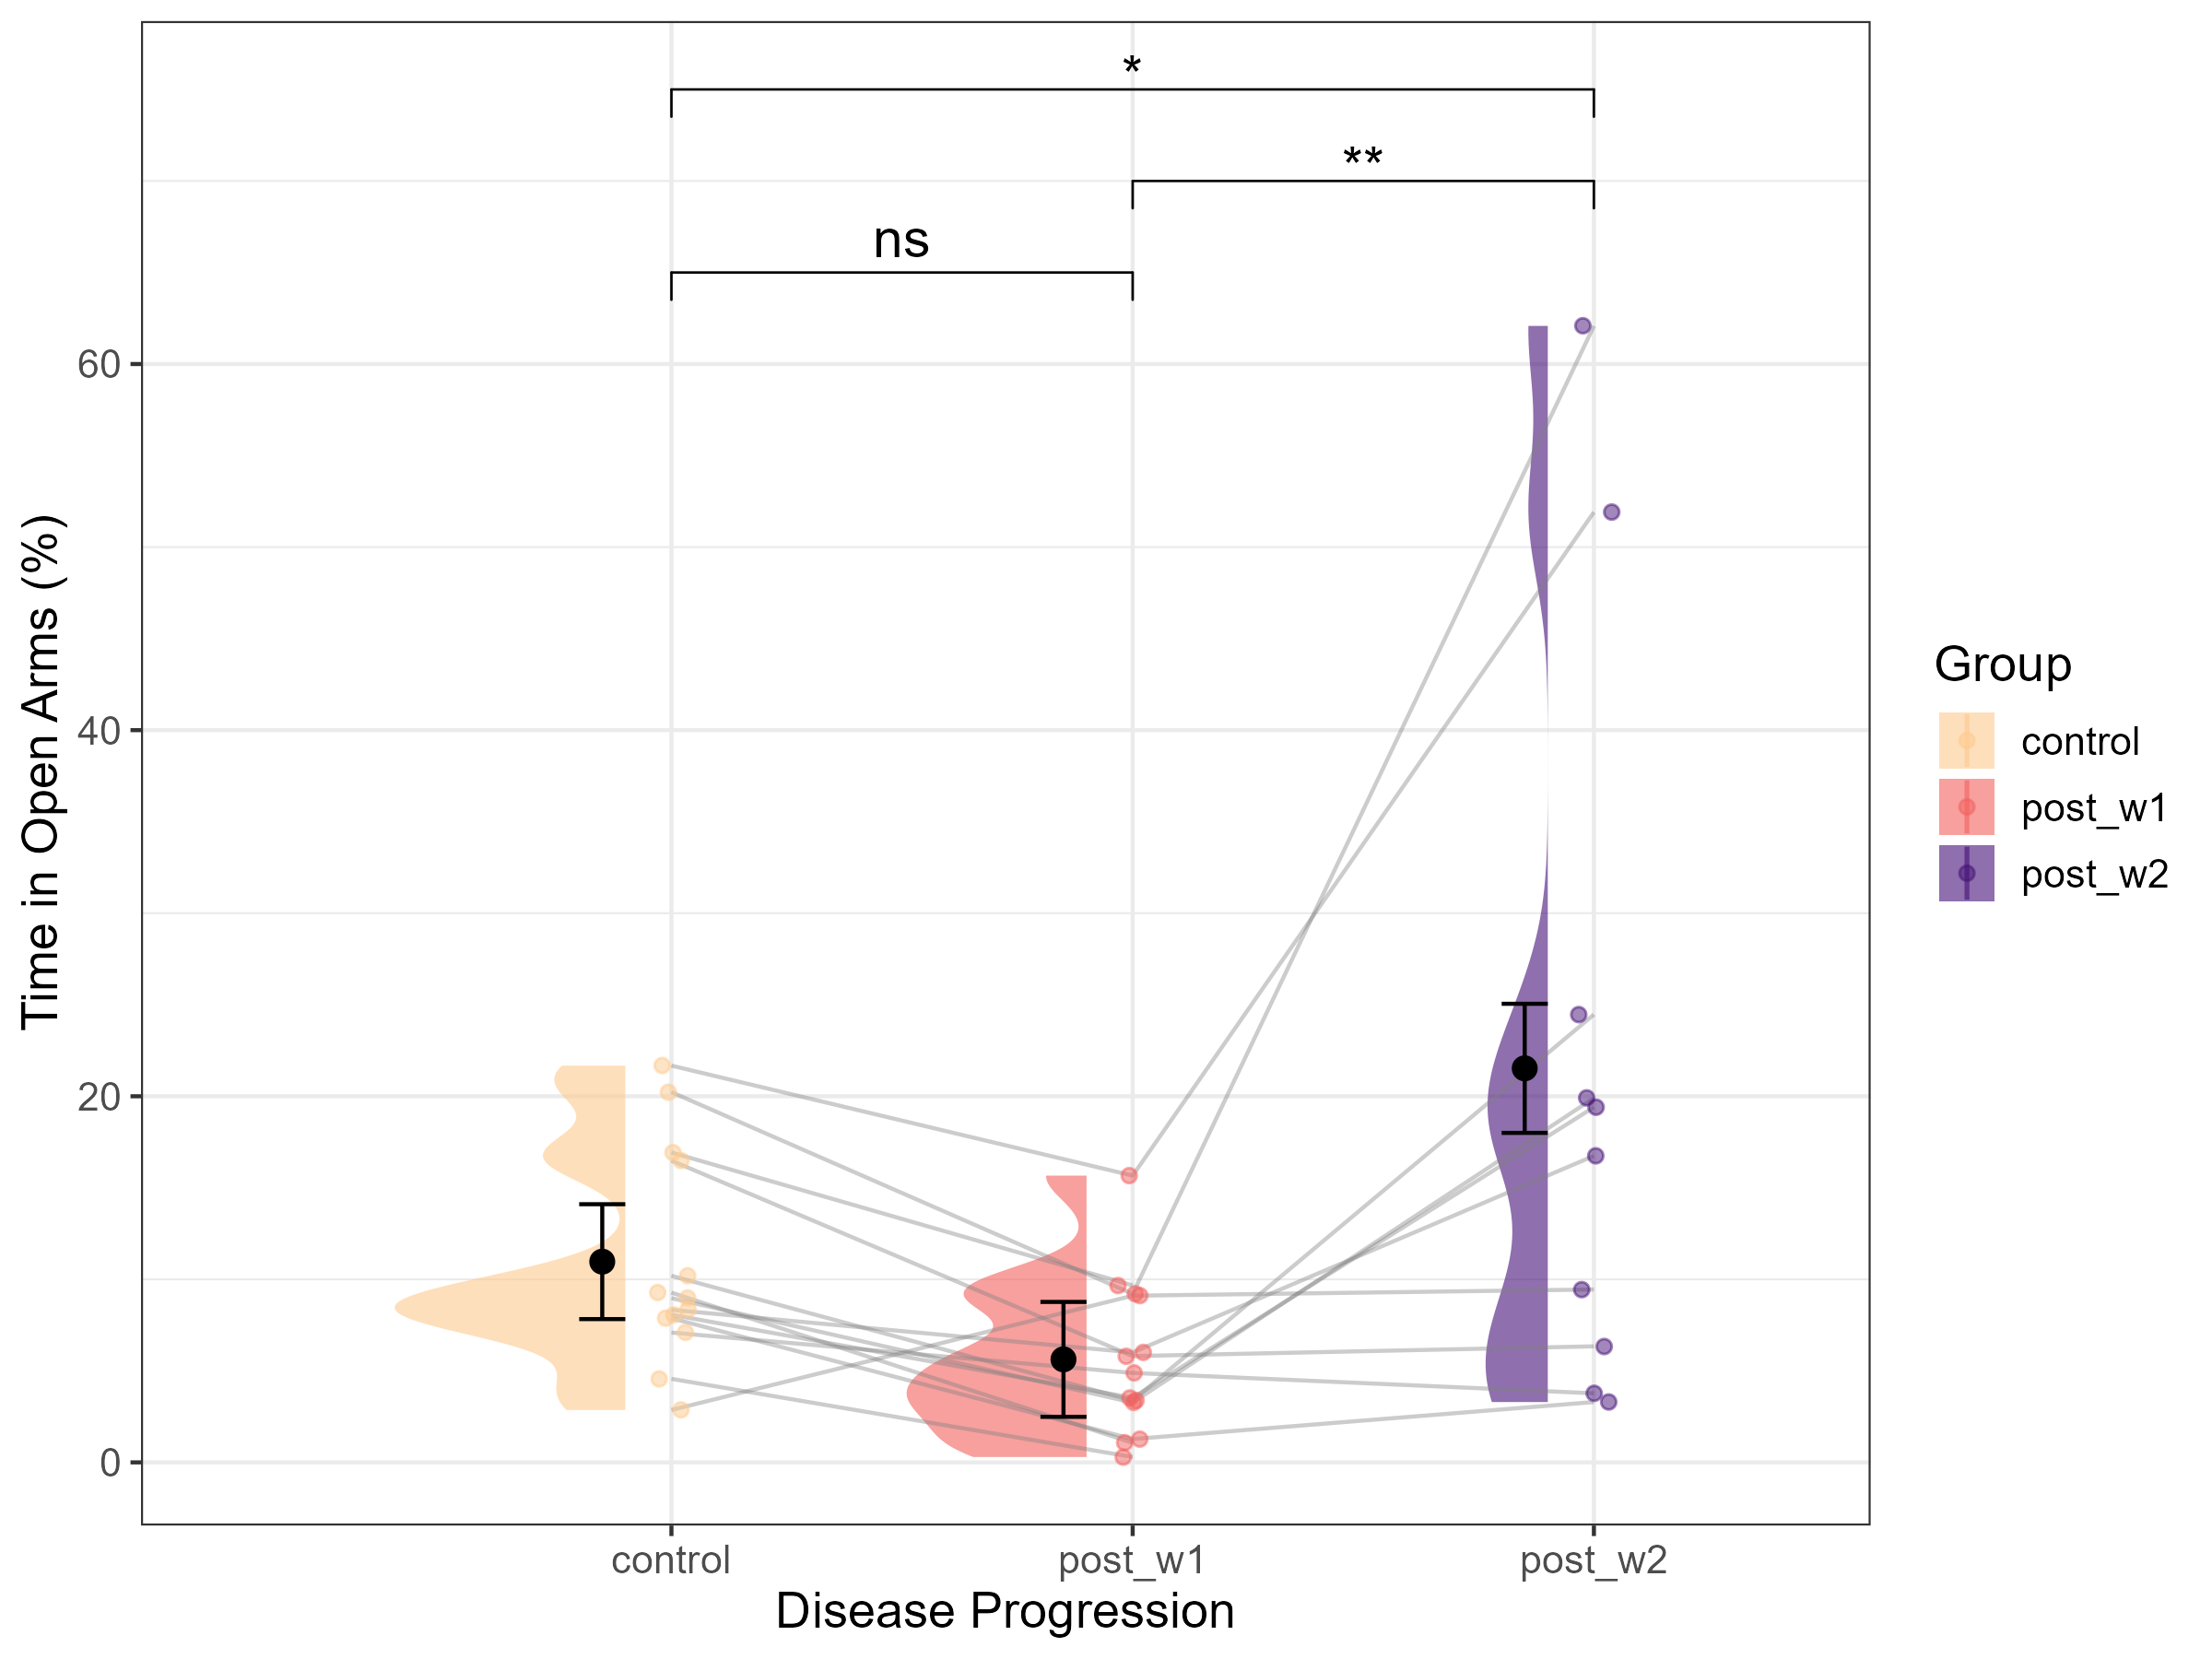 *
**
ns
60
40
20
0
Time in Open Arms (%)
control
post_w1
post_w2
Disease Progression
Group
control
post_w1
post_w2